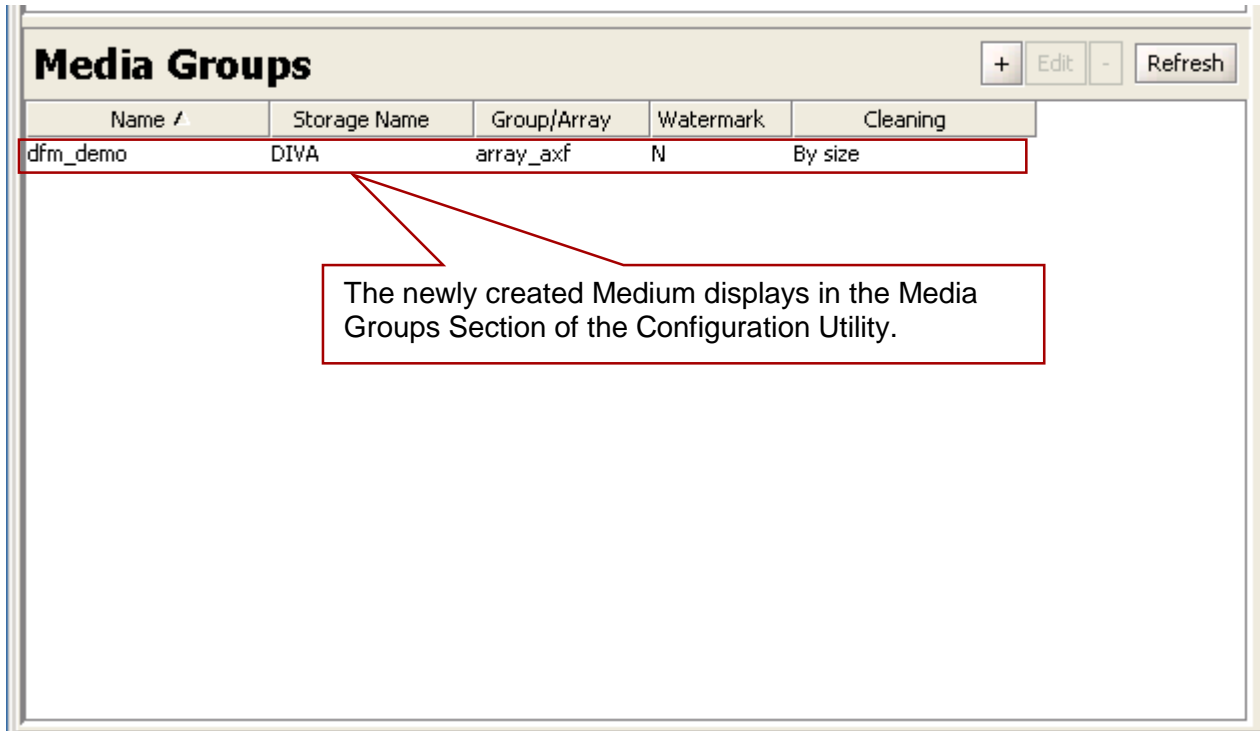 Media Groups + Edit - Refresh
Name Storage Name Group/Array Watermark Cleaning
dfm_demo DIVA array_axf N By size
The newly created Medium displays in the Media
Groups Section of the Configuration Utility.